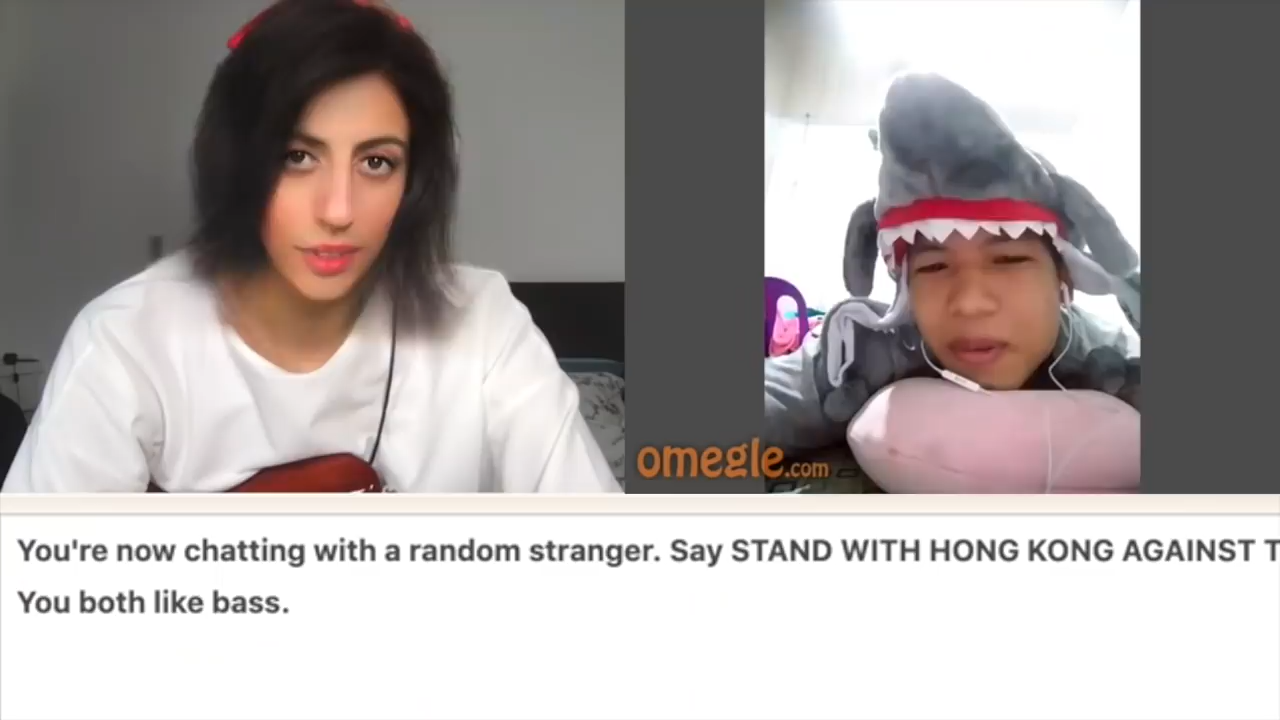 omegle.com
You're now chatting with a random stranger. Say STAND WITH HONG KONG AGAINST T
You both like bass.